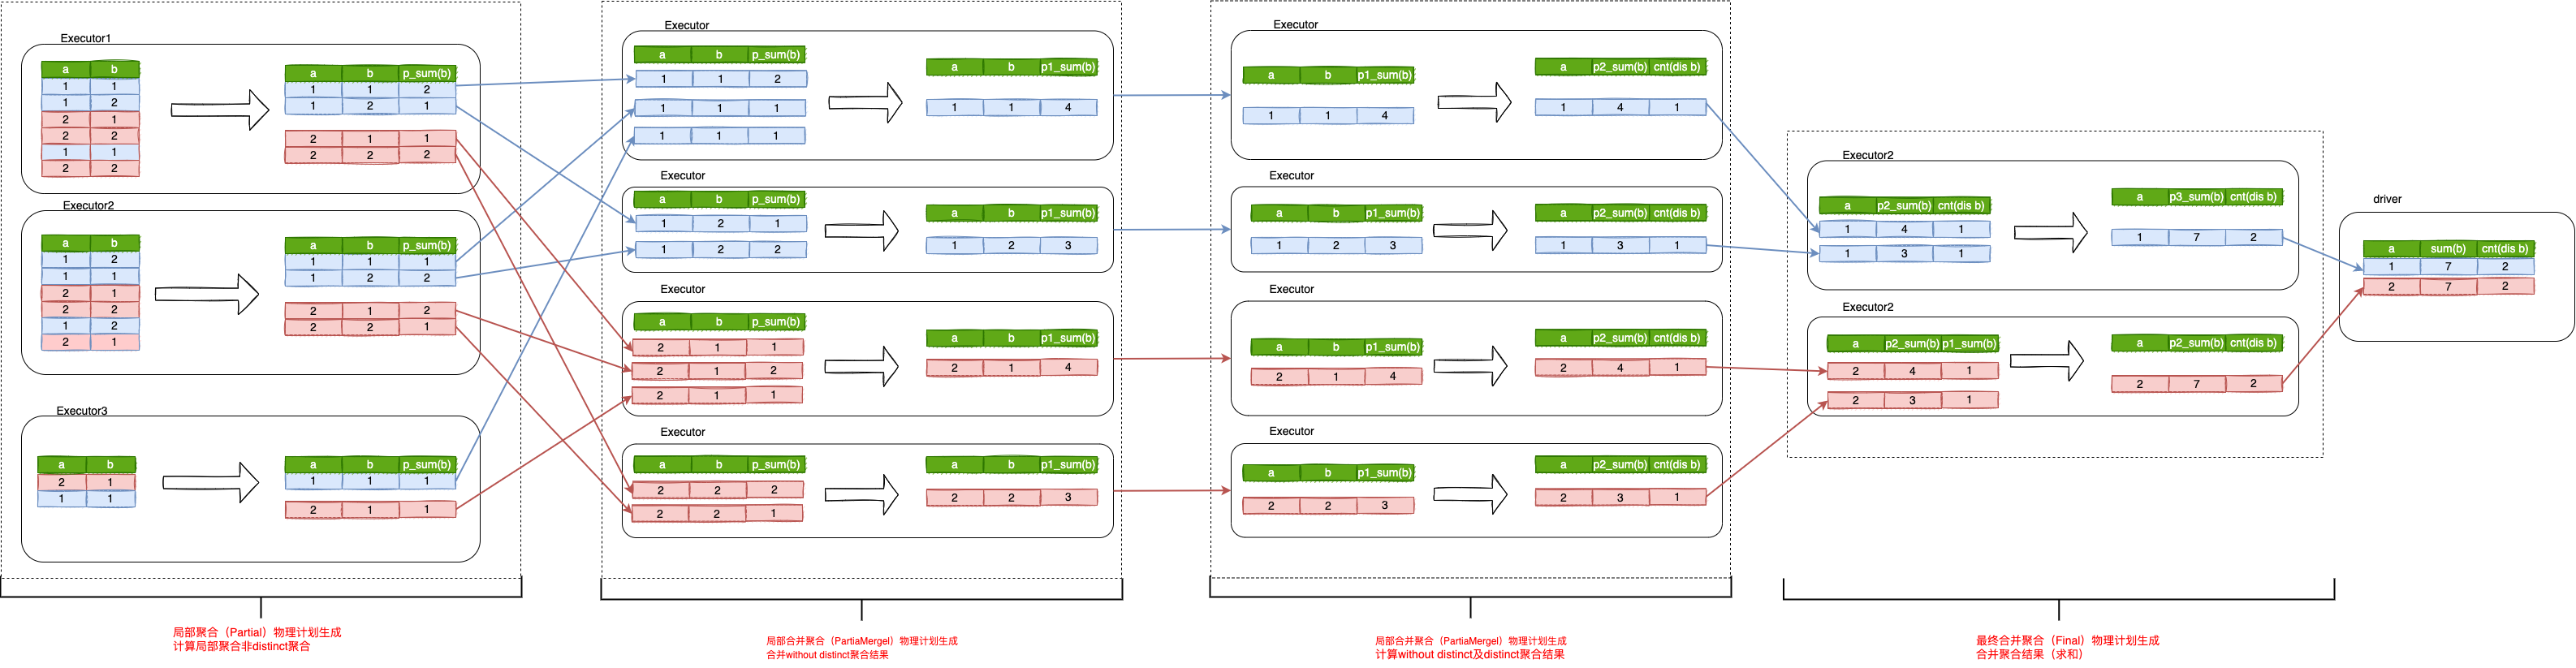 Executor1
a b
1 1
1 2
2 1
2 2
1 1
2 2
a b p_sum(b)
1 1 2
1 2 1
2 1 1
2 2 2
Executor2
a b
1 2
1 1
2 1
2 2
1 2
2 1
a b p_sum(b)
1 1 1
1 2 2
2 1 2
2 2 1
Executor3
a b
2 1
1 1
a b p_sum(b)
1 1 1
2 1 1
局部聚合（Partial）物理计划生成
计算局部聚合非distinct聚合
Executor
a b p_sum(b)
1 1 2
1 1 1
1 1 1
a b p1_sum(b)
1 1 4
Executor
a b p_sum(b)
1 2 1
1 2 2
a b p1_sum(b)
1 2 3
Executor
a b p_sum(b)
2 1 1
2 1 2
2 1 1
a b p1_sum(b)
2 1 4
Executor
a b p_sum(b)
2 2 2
2 2 1
a b p1_sum(b)
2 2 3
局部合并聚合（PartiaMergel）物理计划生成
合并without distinct聚合结果
Executor
a b p1_sum(b)
1 1 4
a p2_sum(b) cnt(dis b)
1 4 1
Executor
a b p1_sum(b)
1 2 3
a p2_sum(b) cnt(dis b)
1 3 1
Executor
a b p1_sum(b)
2 1 4
a p2_sum(b) cnt(dis b)
2 4 1
Executor
a b p1_sum(b)
2 2 3
a p2_sum(b) cnt(dis b)
2 3 1
局部合并聚合（PartiaMergel）物理计划生成
计算without distinct及distinct聚合结果
Executor2
a p2_sum(b) cnt(dis b)
1 4 1
1 3 1
a p3_sum(b) cnt(dis b)
1 7 2
Executor2
a p2_sum(b) p1_sum(b)
2 4 1
2 3 1
a p2_sum(b) cnt(dis b)
2 7 2
最终合并聚合（Final）物理计划生成
合并聚合结果（求和）
driver
a sum(b) cnt(dis b)
1 7 2
2 7 2